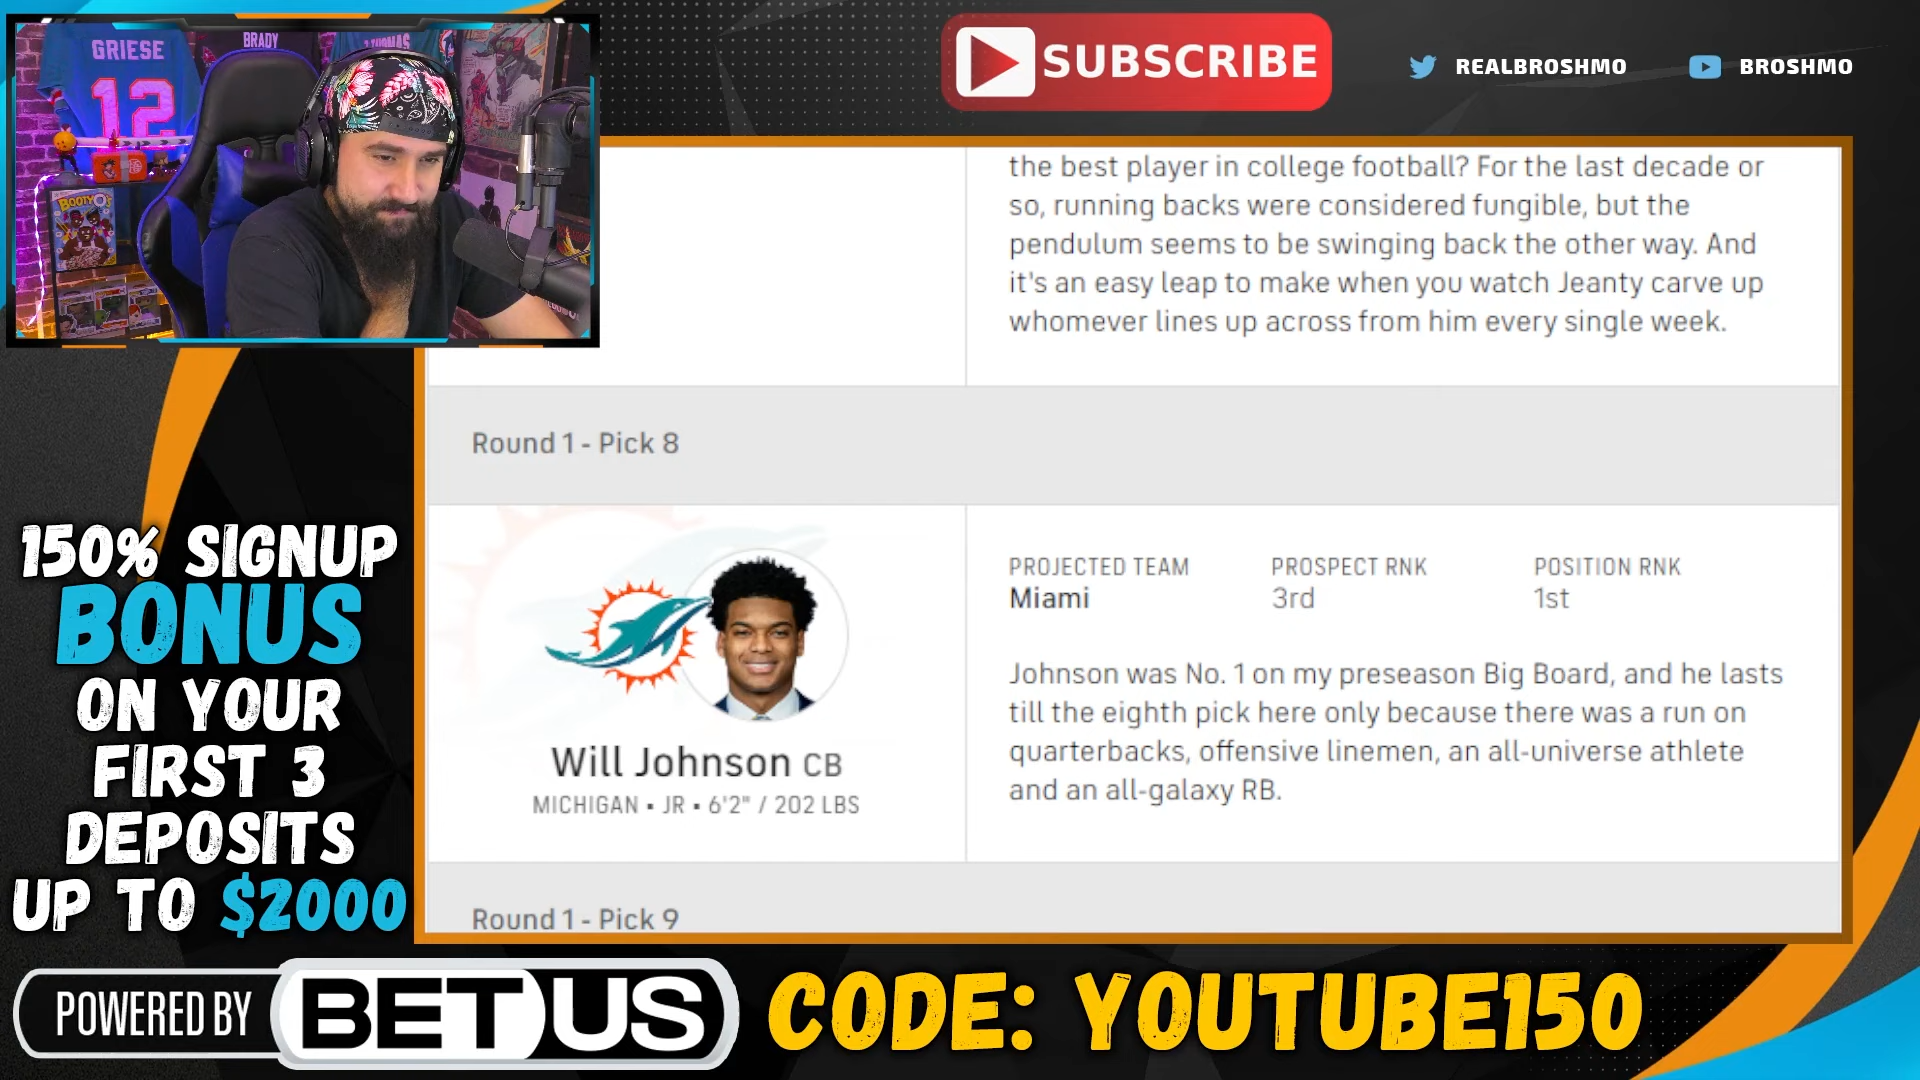 GRIESE
12
BRADY
BOOTY
SUBSCRIBE
REALBROSHMO
BROSHMO
the best player in college football? For the last decade or
so, running backs were considered fungible, but the
pendulum seems to be swinging back the other way. And
it's an easy leap to make when you watch Jeanty carve up
whomever lines up across from him every single week.
Round 1 - Pick 8
PROJECTED TEAM
Miami
PROSPECT RNK
3rd
POSITION RNK
1st
Johnson was No. 1 on my preseason Big Board, and he lasts
till the eighth pick here only because there was a run on
quarterbacks, offensive linemen, an all-universe athlete
and an all-galaxy RB.
Will Johnson CB
MICHIGAN • JR • 6'2" / 202 LBS
Round 1 - Pick 9
150% SIGNUP
BONUS
ON YOUR
FIRST 3
DEPOSITS
UP TO $2000
POWERED BY
BETUS
CODE: YOUTUBE150